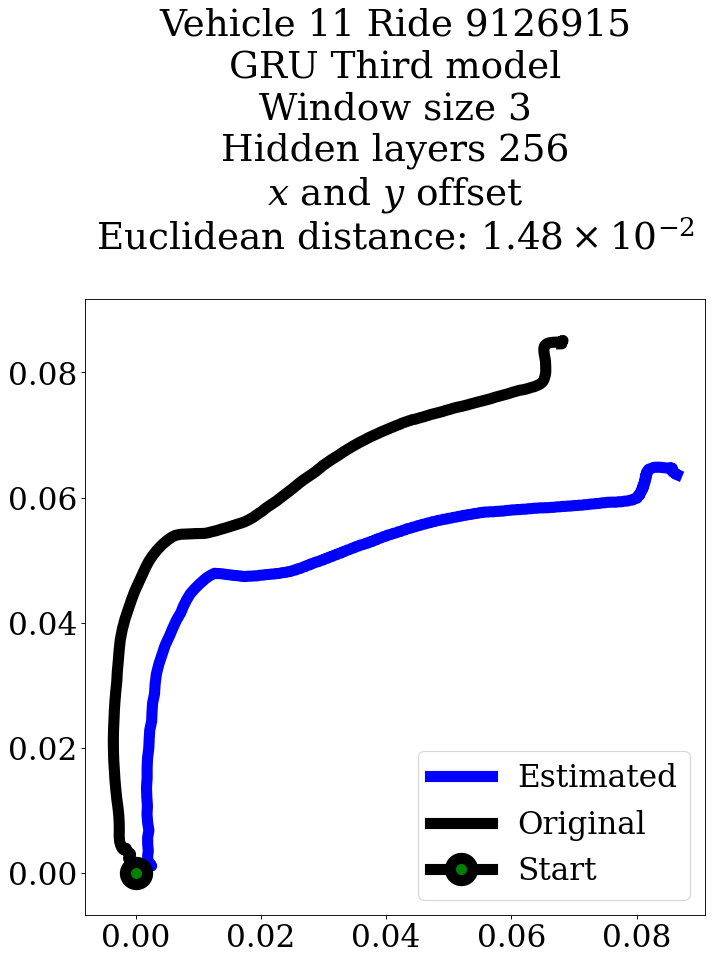 Vehicle 11 Ride 9126915
GRU Third model
Window size 3
Hidden layers 256
x and y offset
Euclidean distance: 1.48 × 10⁻²
0.08
0.06
0.04
0.02
0.00
Estimated
Original
Start
0.00 0.02 0.04 0.06 0.08